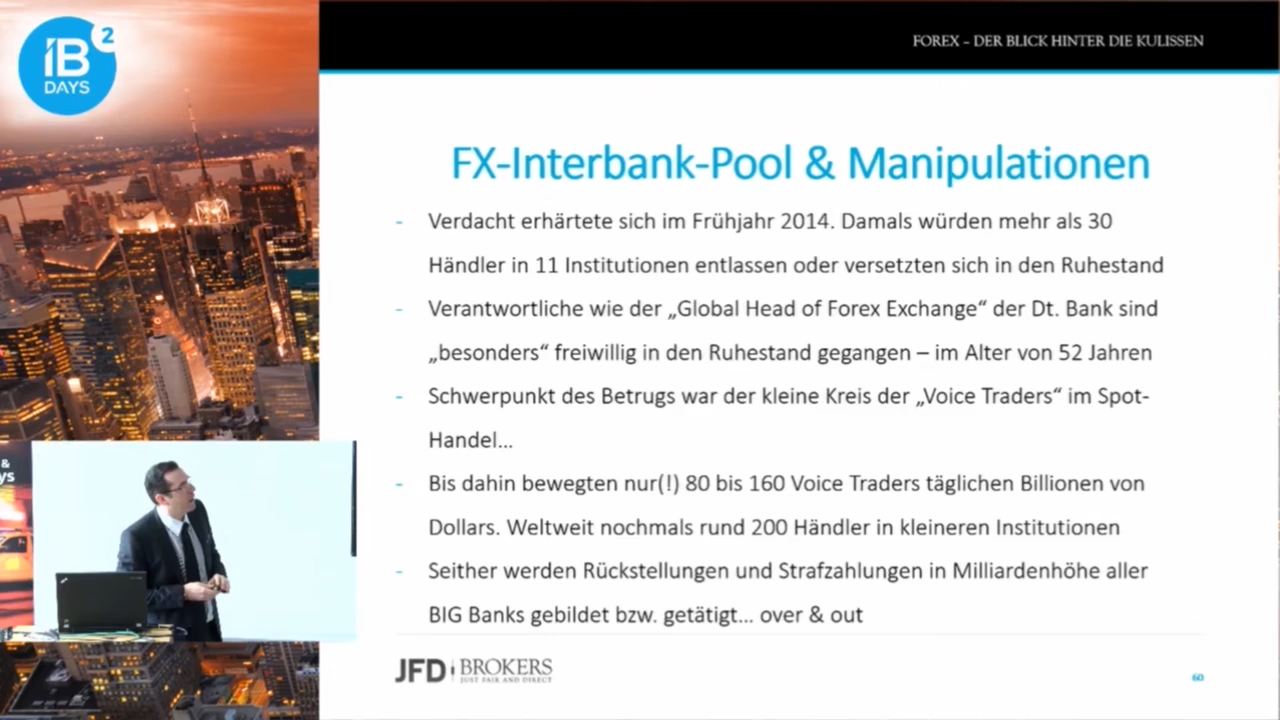 iB
2
DAYS
FOREX – DER BLICK HINTER DIE KULISSEN
FX-Interbank-Pool & Manipulationen
- Verdacht erhärtete sich im Frühjahr 2014. Damals würden mehr als 30
Händler in 11 Institutionen entlassen oder versetzten sich in den Ruhestand
- Verantwortliche wie der „Global Head of Forex Exchange“ der Dt. Bank sind
„besonders“ freiwillig in den Ruhestand gegangen – im Alter von 52 Jahren
- Schwerpunkt des Betrugs war der kleine Kreis der „Voice Traders“ im Spot-
Handel...
- Bis dahin bewegten nur(!) 80 bis 160 Voice Traders täglichen Billionen von
Dollars. Weltweit nochmals rund 200 Händler in kleineren Institutionen
- Seither werden Rückstellungen und Strafzahlungen in Milliardenhöhe aller
BIG Banks gebildet bzw. getätigt... over & out
&
ys
JFD BROKERS
JUST FAIR AND DIRECT
60